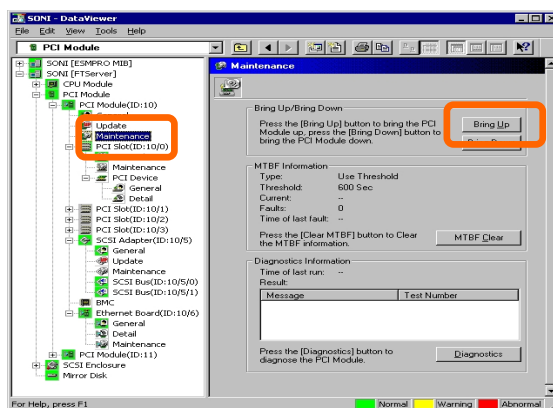 SONI - DataViewer
File Edit View Tools Help
PCI Module
SONI [ESMPRO MIB]
SONI [FTServer]
CPU Module
PCI Module
PCI Module(ID:10)
General
Update
Maintenance
PCI Slot(ID:10/0)
Maintenance
PCI Device
General
Detail
PCI Slot(ID:10/1)
PCI Slot(ID:10/2)
PCI Slot(ID:10/3)
SCSI Adapter(ID:10/5)
General
Update
Maintenance
SCSI Bus(ID:10/5/0)
SCSI Bus(ID:10/5/1)
BMC
Ethernet Board(ID:10/6)
General
Detail
Maintenance
PCI Module(ID:11)
SCSI Enclosure
Mirror Disk
Maintenance
Bring Up/Bring Down
Press the [Bring Up] button to bring the PCI
Module up, press the [Bring Down] button to
bring the PCI Module down.
Bring Up
MTBF Information
Type: Use Threshold
Threshold: 600 Sec
Current: --
Faults: 0
Time of last fault: --
Press the [Clear MTBF] button to Clear
the MTBF information.
MTBF Clear
Diagnostics Information
Time of last run: --
Result:
Message Test Number
Press the [Diagnostics] button to
diagnose the PCI Module.
Diagnostics
For Help, press F1
Normal Warning Abnormal